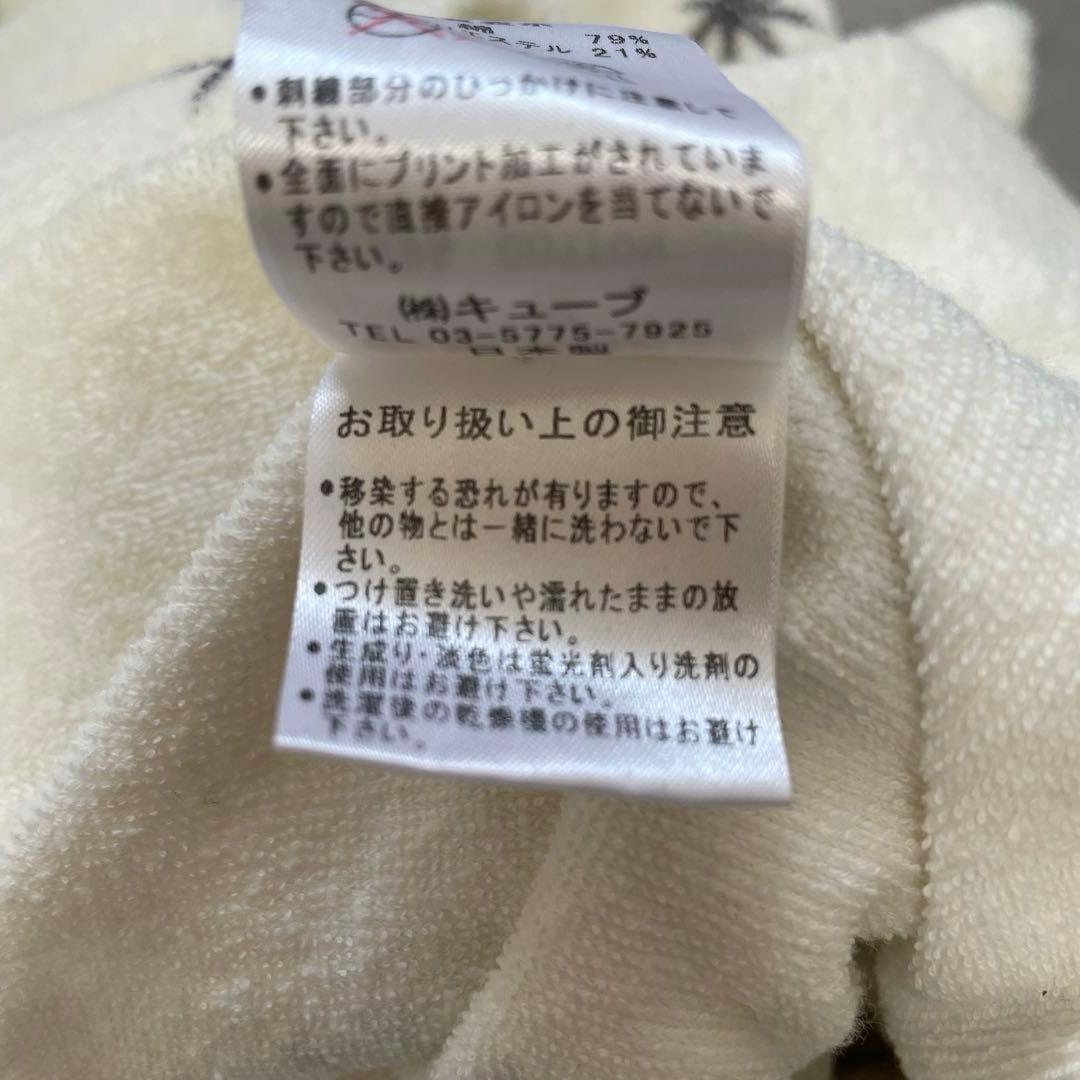 綿 79%
エステル 21%
•刺繍部分のひっかけに注意して
下さい。
•全面にプリント加工がされていま
すので直接アイロンを当てないで
下さい。
㈱キューブ
TEL 03-5775-7925
日本製
お取り扱い上の御注意
•移染する恐れが有りますので、
他の物とは一緒に洗わないで下
さい。
•つけ置き洗いや濡れたままの放
置はお避け下さい。
•生成り・淡色は蛍光剤入り洗剤の
使用はお避け下さい。
•洗濯後の乾燥機の使用はお避け
下さい。